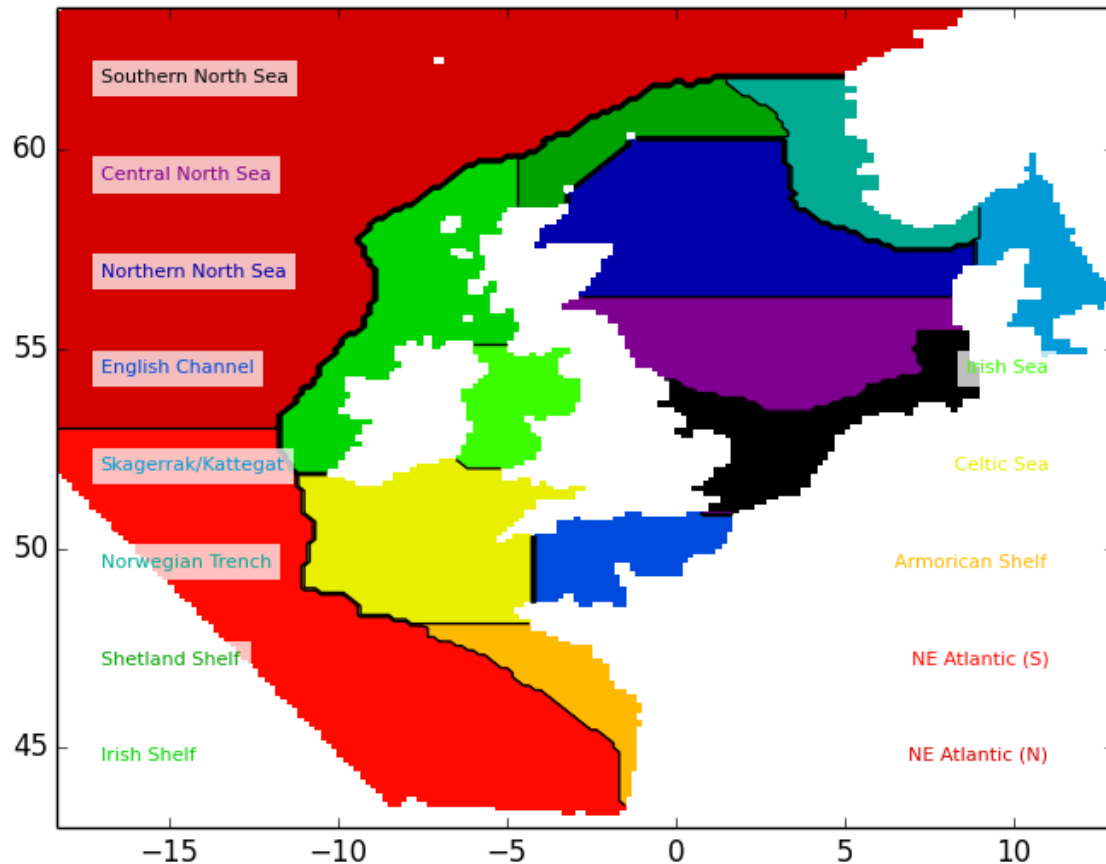 Southern North Sea
60
Central North Sea
Northern North Sea
55
English Channel
Irish Sea
Skagerrak/Kattegat
Celtic Sea
50
Norwegian Trench
Armorican Shelf
Shetland Shelf
NE Atlantic (S)
45
Irish Shelf
NE Atlantic (N)
−15 −10 −5 0 5 10